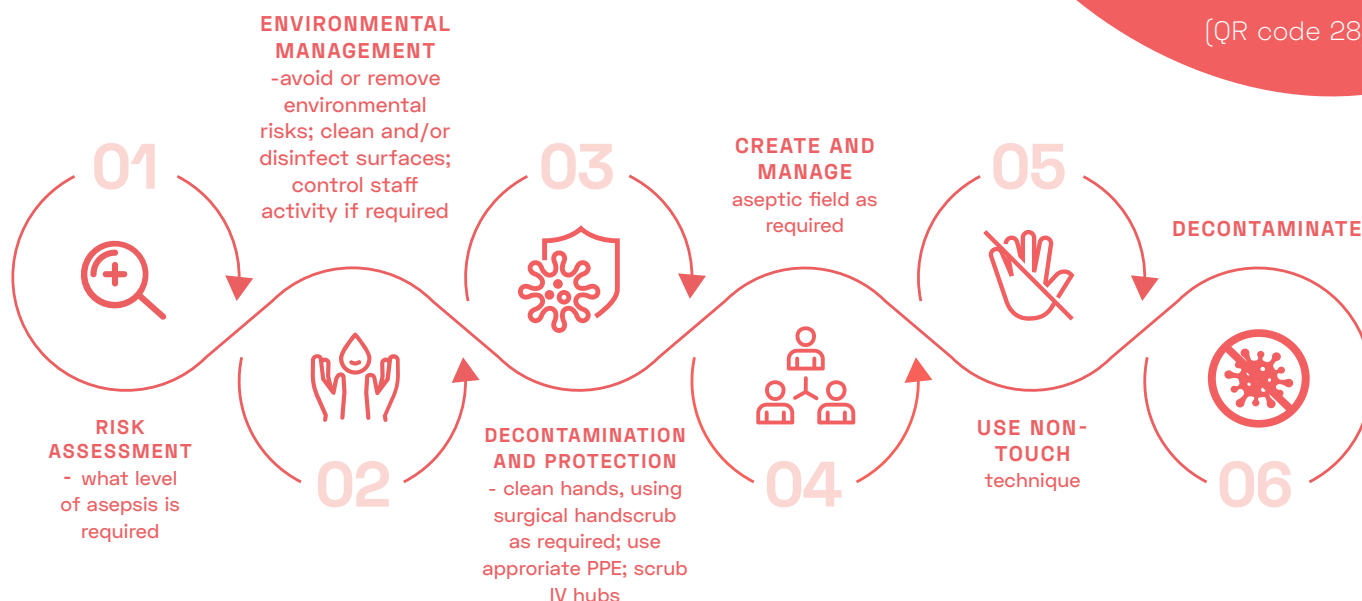 (QR code 28
01
RISK
ASSESSMENT
- what level
of asepsis is
required
ENVIRONMENTAL
MANAGEMENT
-avoid or remove
environmental
risks; clean and/or
disinfect surfaces;
control staff
activity if required
02
03
DECONTAMINATION
AND PROTECTION
- clean hands, using
surgical handscrub
as required; use
approriate PPE; scrub
IV hubs
CREATE AND
MANAGE
aseptic field as
required
04
05
USE NON-
TOUCH
technique
DECONTAMINATE
06